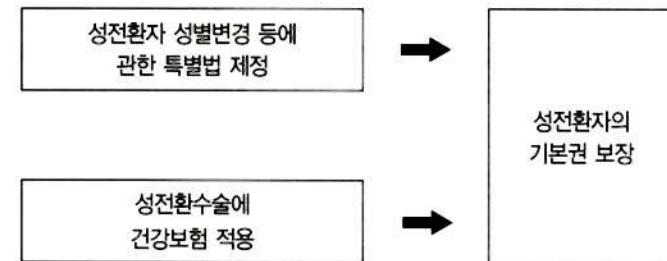 성전환자 성별변경 등에
관한 특별법 제정
성전환수술에
건강보험 적용
성전환자의
기본권 보장